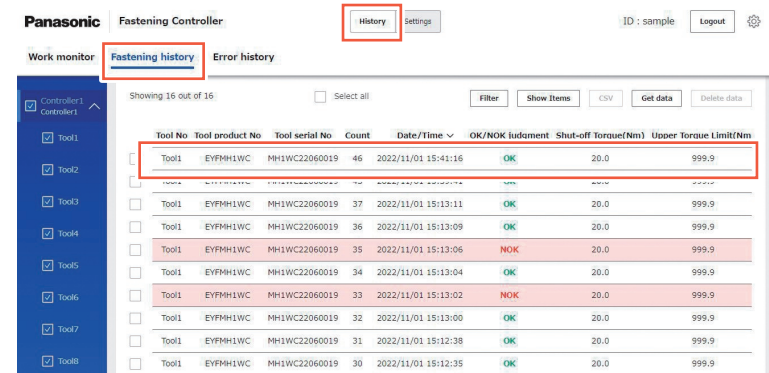 Panasonic Fastening Controller History Settings ID : sample Logout
Work monitor Fastening history Error history
Controller1
Controller1
Tool1
Tool2
Tool3
Tool4
Tool5
Tool6
Tool7
Tool8
Showing 16 out of 16 Select all Filter Show Items CSV Get data Delete data
Tool No Tool product No Tool serial No Count Date/Time OK/NOK judgment Shut-off Torque(Nm) Upper Torque Limit(Nm
Tool1 EYFMH1WC MH1WC22060019 46 2022/11/01 15:41:16 OK 20.0 999.9
Tool1 EYFMH1WC MH1WC22060019 37 2022/11/01 15:13:11 OK 20.0 999.9
Tool1 EYFMH1WC MH1WC22060019 36 2022/11/01 15:13:09 OK 20.0 999.9
Tool1 EYFMH1WC MH1WC22060019 35 2022/11/01 15:13:06 NOK 20.0 999.9
Tool1 EYFMH1WC MH1WC22060019 34 2022/11/01 15:13:04 OK 20.0 999.9
Tool1 EYFMH1WC MH1WC22060019 33 2022/11/01 15:13:02 NOK 20.0 999.9
Tool1 EYFMH1WC MH1WC22060019 32 2022/11/01 15:13:00 OK 20.0 999.9
Tool1 EYFMH1WC MH1WC22060019 31 2022/11/01 15:12:38 OK 20.0 999.9
Tool1 EYFMH1WC MH1WC22060019 30 2022/11/01 15:12:35 OK 20.0 999.9